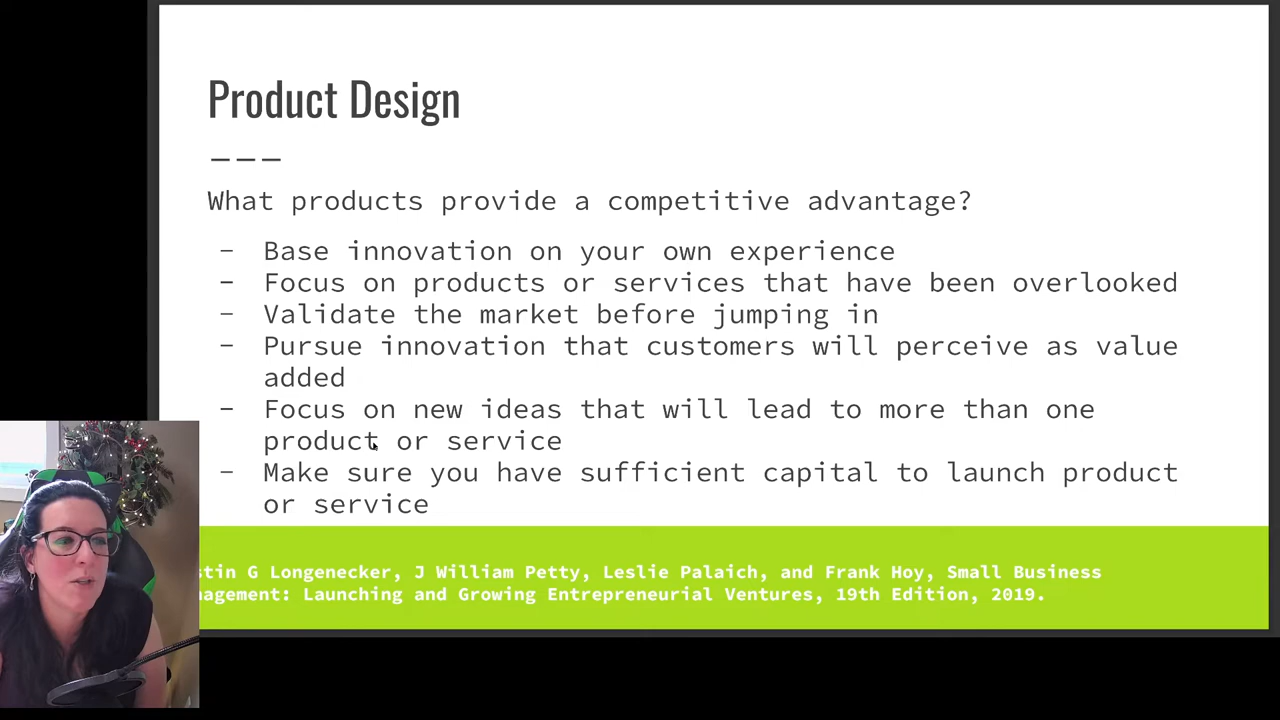 Product Design
What products provide a competitive advantage?
- Base innovation on your own experience
- Focus on products or services that have been overlooked
- Validate the market before jumping in
- Pursue innovation that customers will perceive as value
added
- Focus on new ideas that will lead to more than one
product or service
- Make sure you have sufficient capital to launch product
or service
G Longenecker, J William Petty, Leslie Palaich, and Frank Hoy, Small Business
Launching and Growing Entrepreneurial Ventures, 19th Edition, 2019.